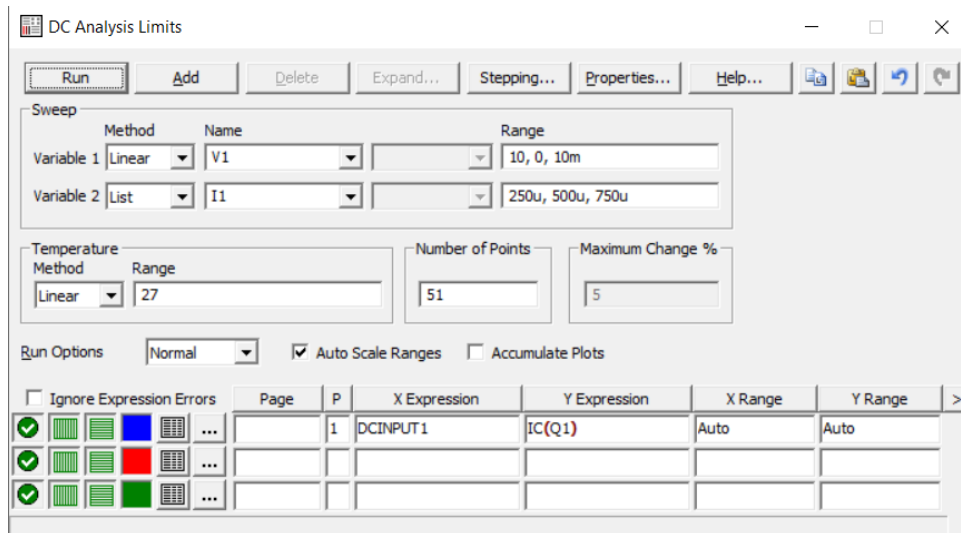 DC Analysis Limits
Run Add Delete Expand... Stepping... Properties... Help...
Sweep
Method Name Range
Variable 1 Linear V1 10, 0, 10m
Variable 2 List I1 250u, 500u, 750u
Temperature Number of Points Maximum Change %
Method Range
Linear 27 51 5
Run Options Normal Auto Scale Ranges Accumulate Plots
Ignore Expression Errors Page P X Expression Y Expression X Range Y Range >
... 1 DCINPUT1 IC(Q1) Auto Auto
...
...